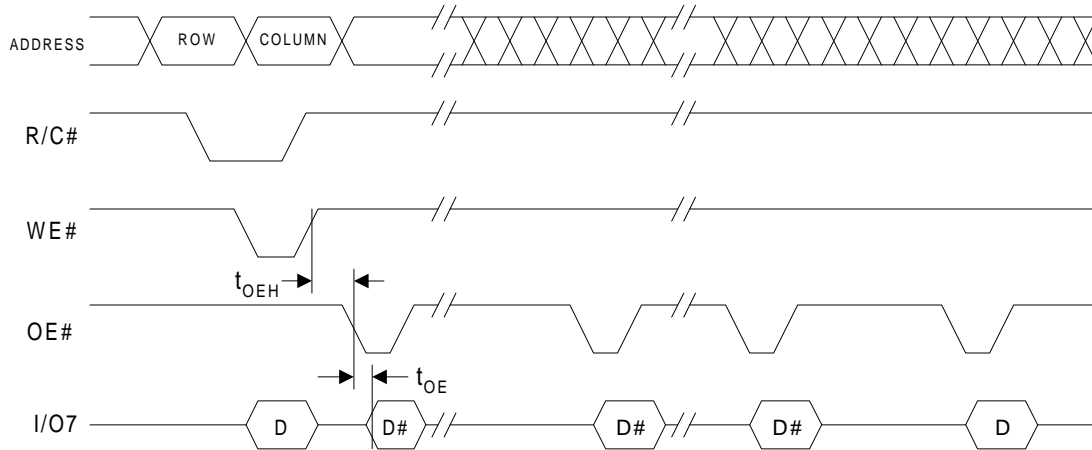 ADDRESS ROW COLUMN
R/C#
WE#
tOEH
OE#
tOE
I/O7 D D# D# D# D